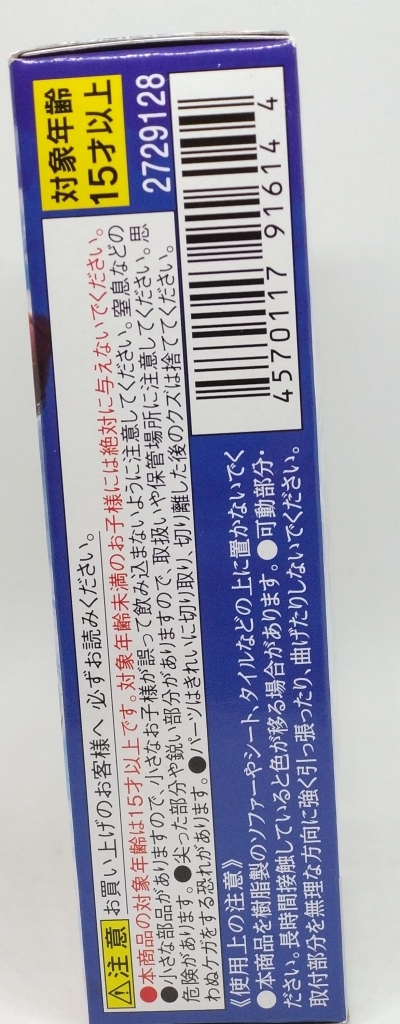 ⚠注意 お買い上げのお客様へ 必ずお読みください。
●本商品の対象年齢は15才以上です。対象年齢未満のお子様には絶対に与えないでください。
●小さな部品がありますので、小さなお子様が誤って飲み込まないように注意してください。窒息などの
危険があります。●尖った部分や鋭い部分がありますので、取扱いや保管場所に注意してください。思
わぬケガをする恐れがあります。●パーツはきれいに切り取り、切り離した後のクズは捨ててください。
対象年齢
15才以上
2729128
4570117916144
《使用上の注意》
●本商品を樹脂製のソファーやシート、タイルなどの上に置かないでく
ださい。長時間接触していると色が移る場合があります。●可動部分・
取付部分を無理な方向に強く引っ張ったり、曲げたりしないでください。